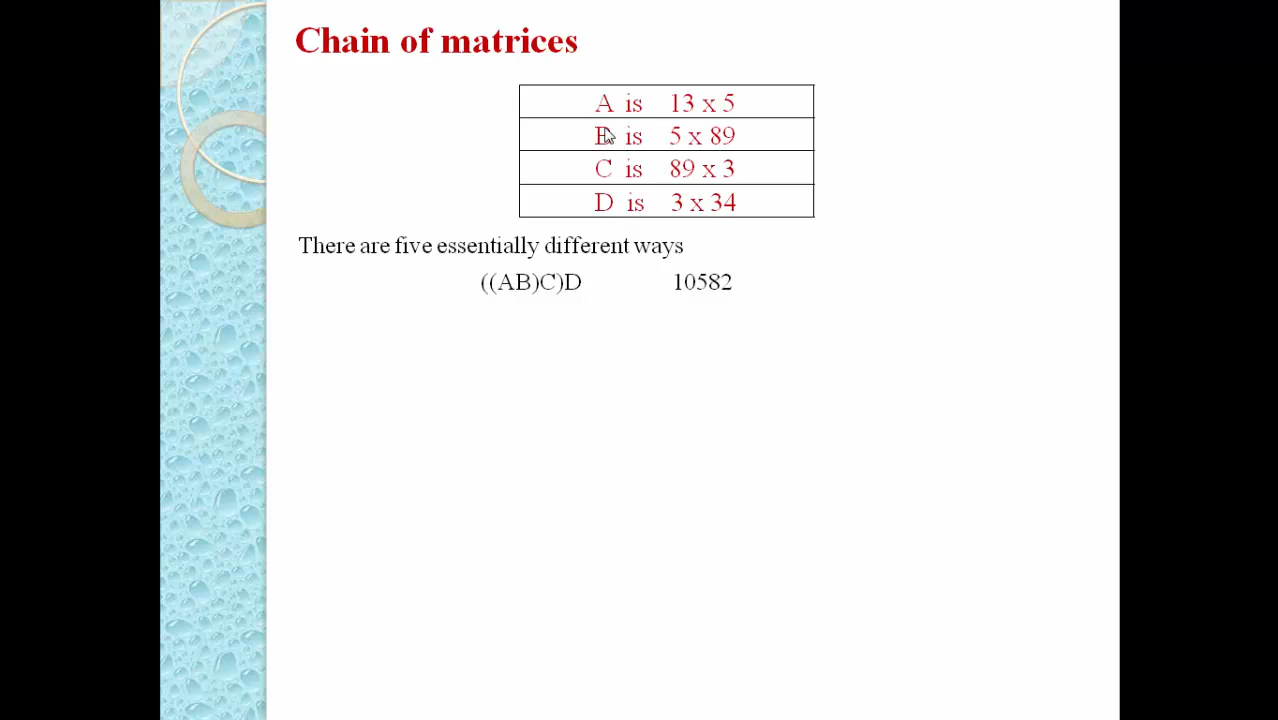 Chain of matrices
A is 13 x 5
B is 5 x 89
C is 89 x 3
D is 3 x 34
There are five essentially different ways
((AB)C)D 10582